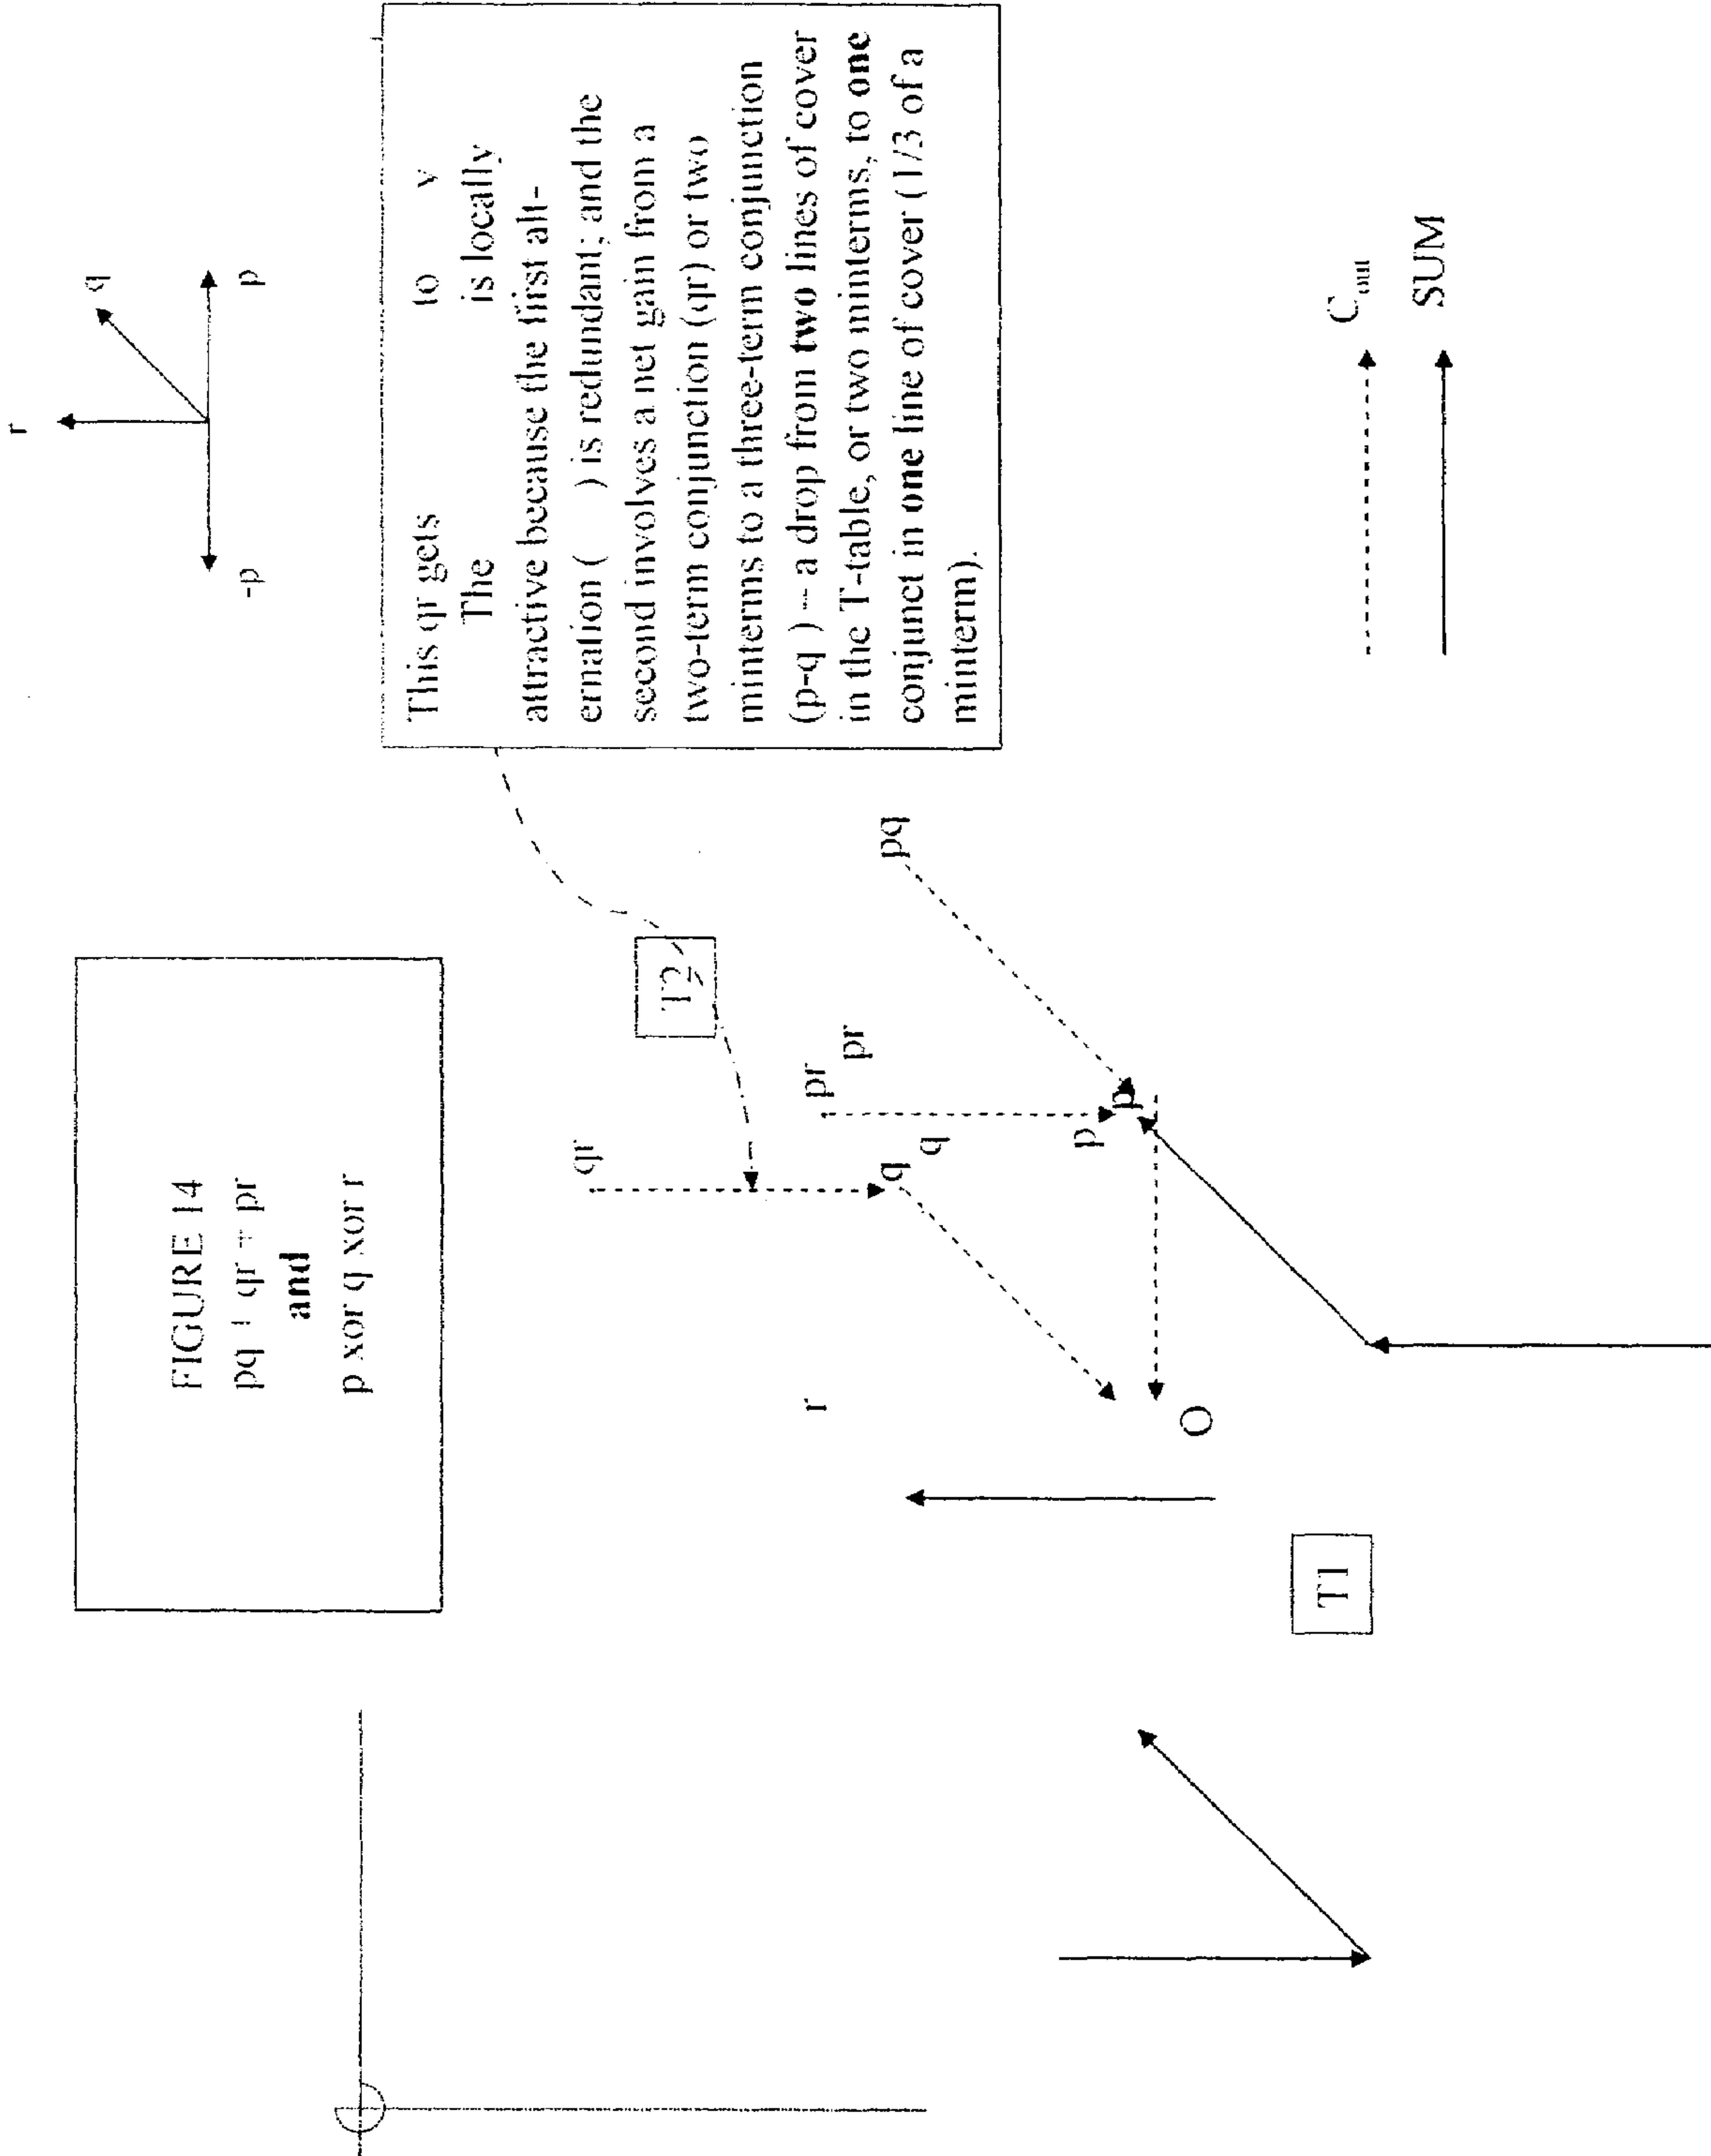 FIGURE 14
pq + qr + pr
and
p xor q xor r
r
q
p
-p
This qr gets to v
The is locally
attractive because the first alt-
ernation ( ) is redundant; and the
second involves a net gain from a
two-term conjunction (qr) or two
minterms to a three-term conjunction
(p-q ) – a drop from two lines of cover
in the T-table, or two minterms, to one
conjunct in one line of cover (1/3 of a
minterm).
T2
qr
pr
pr
pq
r
q
q
p
p
O
T1
Cout
SUM